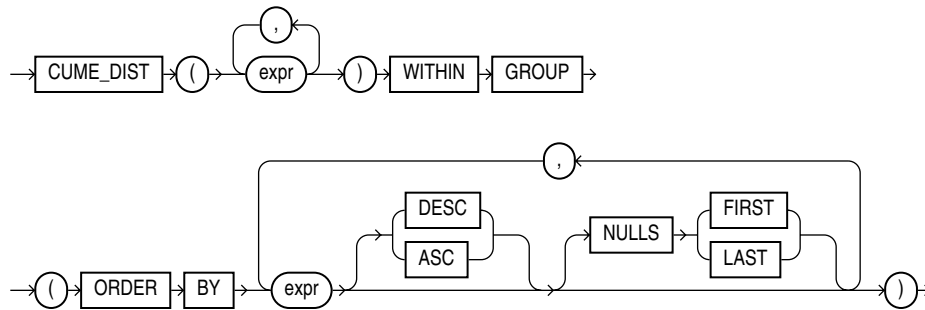 ,
CUME_DIST ( expr ) WITHIN GROUP
,
DESC FIRST
NULLS
ASC LAST
( ORDER BY expr )